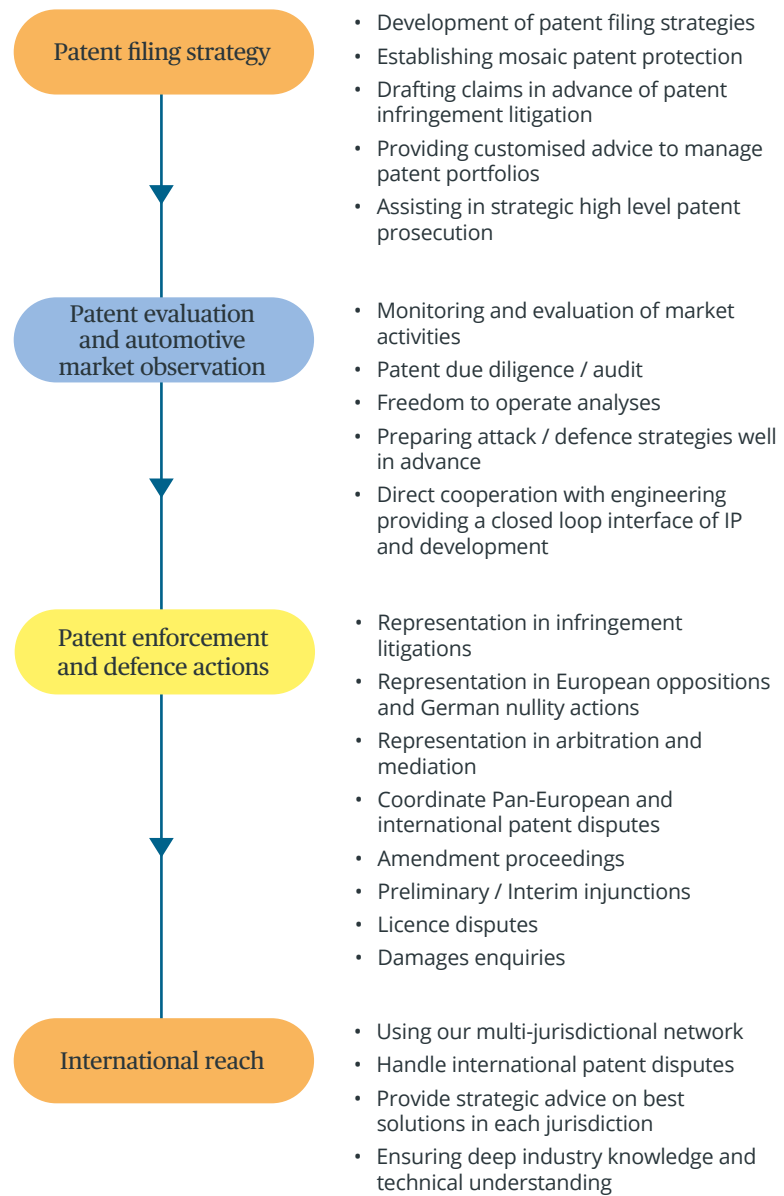 Patent filing strategy
• Development of patent filing strategies
• Establishing mosaic patent protection
• Drafting claims in advance of patent
infringement litigation
• Providing customised advice to manage
patent portfolios
• Assisting in strategic high level patent
prosecution
Patent evaluation
and automotive
market observation
• Monitoring and evaluation of market
activities
• Patent due diligence / audit
• Freedom to operate analyses
• Preparing attack / defence strategies well
in advance
• Direct cooperation with engineering
providing a closed loop interface of IP
and development
Patent enforcement
and defence actions
• Representation in infringement
litigations
• Representation in European oppositions
and German nullity actions
• Representation in arbitration and
mediation
• Coordinate Pan-European and
international patent disputes
• Amendment proceedings
• Preliminary / Interim injunctions
• Licence disputes
• Damages enquiries
International reach
• Using our multi-jurisdictional network
• Handle international patent disputes
• Provide strategic advice on best
solutions in each jurisdiction
• Ensuring deep industry knowledge and
technical understanding